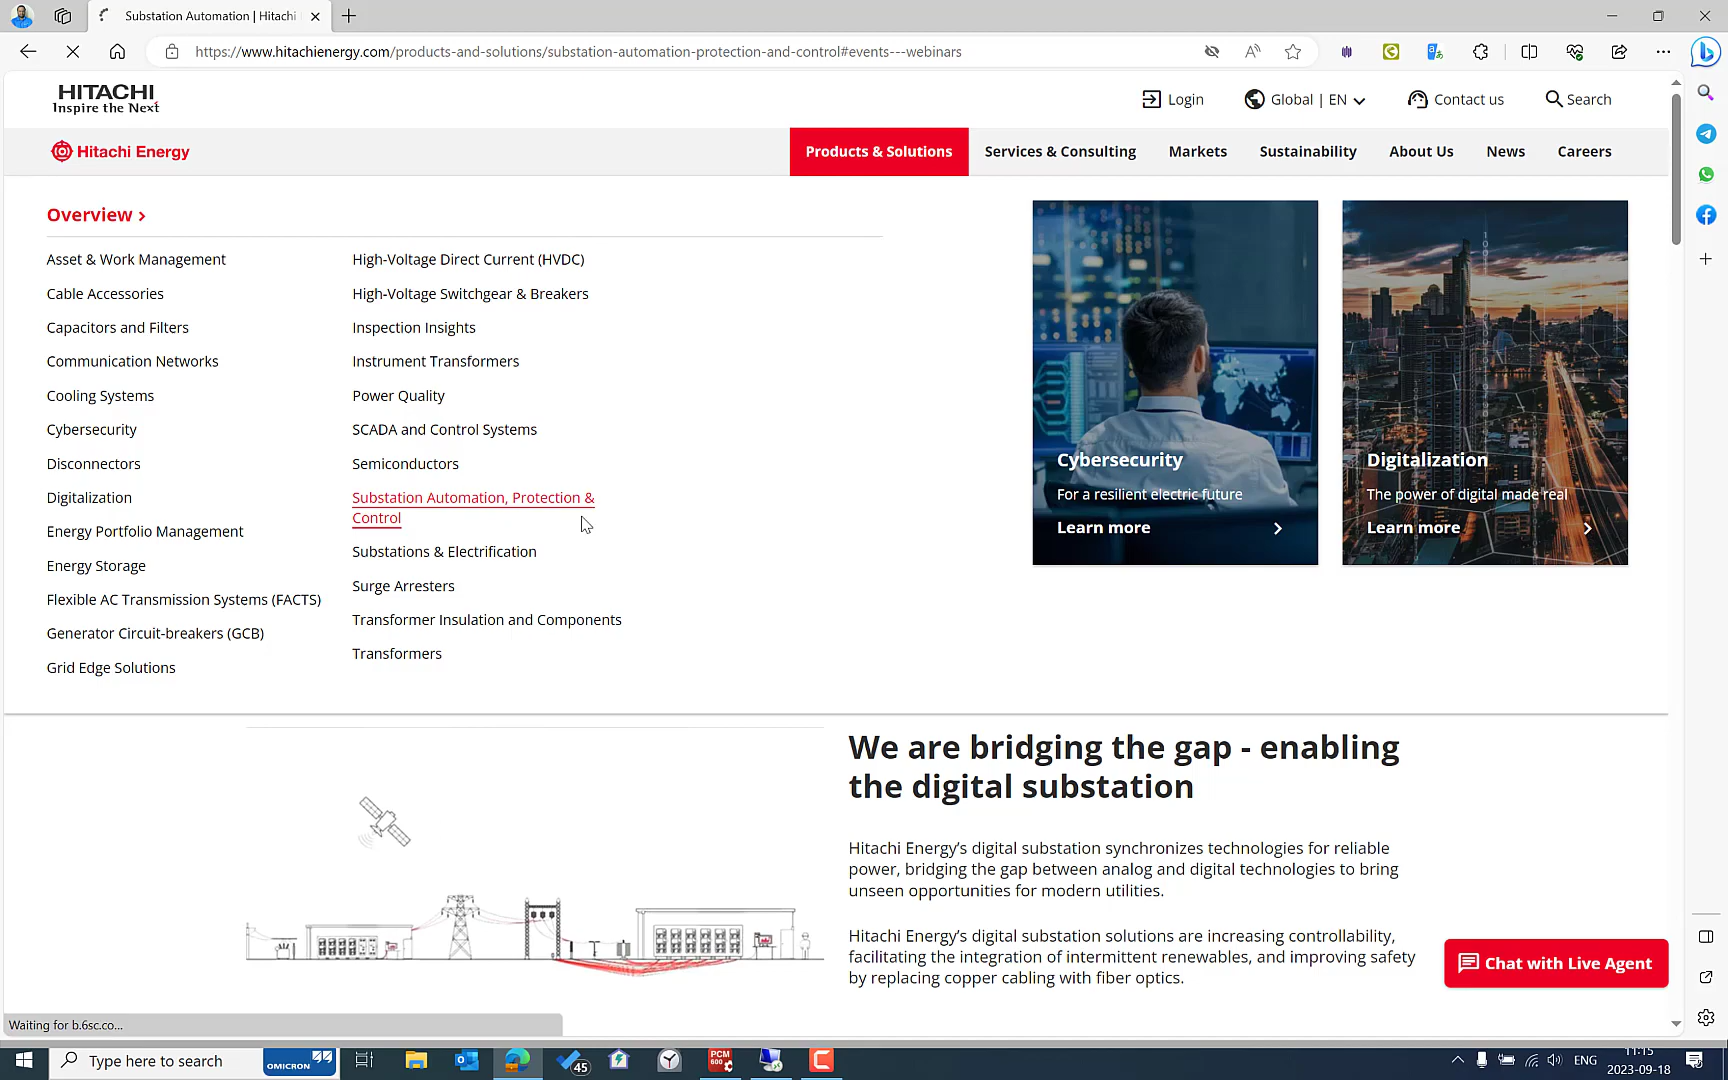 Substation Automation | Hitachi
https://www.hitachienergy.com/products-and-solutions/substation-automation-protection-and-control#events---webinars
HITACHI
Inspire the Next
Login
Global | EN
Contact us
Search
Hitachi Energy
Products & Solutions
Services & Consulting
Markets
Sustainability
About Us
News
Careers
Overview
Asset & Work Management
Cable Accessories
Capacitors and Filters
Communication Networks
Cooling Systems
Cybersecurity
Disconnectors
Digitalization
Energy Portfolio Management
Energy Storage
Flexible AC Transmission Systems (FACTS)
Generator Circuit-breakers (GCB)
Grid Edge Solutions
High-Voltage Direct Current (HVDC)
High-Voltage Switchgear & Breakers
Inspection Insights
Instrument Transformers
Power Quality
SCADA and Control Systems
Semiconductors
Substation Automation, Protection &
Control
Substations & Electrification
Surge Arresters
Transformer Insulation and Components
Transformers
Cybersecurity
For a resilient electric future
Learn more
Digitalization
The power of digital made real
Learn more
We are bridging the gap - enabling
the digital substation
Hitachi Energy's digital substation synchronizes technologies for reliable
power, bridging the gap between analog and digital technologies to bring
unseen opportunities for modern utilities.
Hitachi Energy's digital substation solutions are increasing controllability,
facilitating the integration of intermittent renewables, and improving safety
by replacing copper cabling with fiber optics.
Chat with Live Agent
Waiting for b.6sc.co...
Type here to search
OMICRON
45
PCM
600
ENG
11:15
2023-09-18